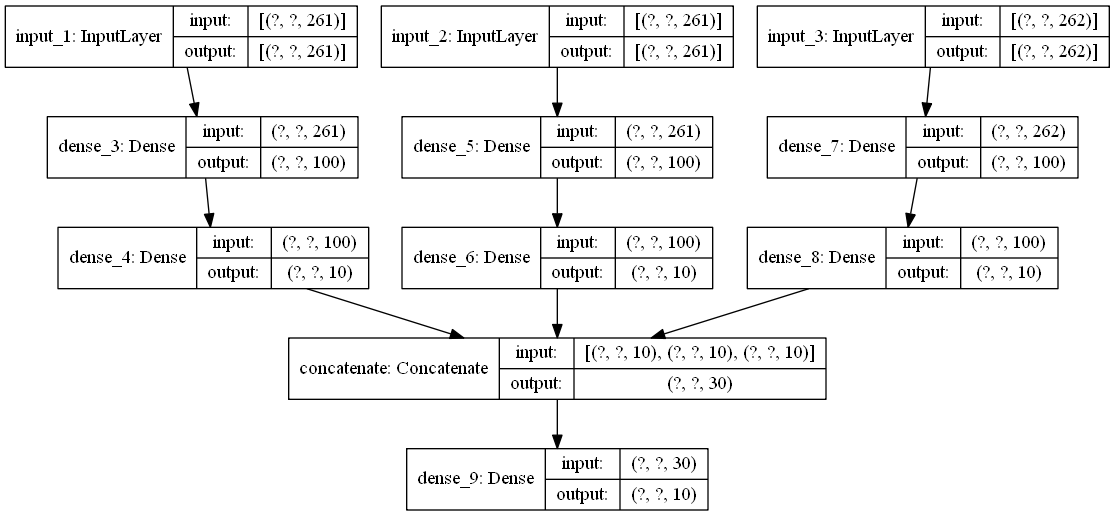 input_1: InputLayer
input: [(?, ?, 261)]
output: [(?, ?, 261)]
input_2: InputLayer
input: [(?, ?, 261)]
output: [(?, ?, 261)]
input_3: InputLayer
input: [(?, ?, 262)]
output: [(?, ?, 262)]
dense_3: Dense
input: (?, ?, 261)
output: (?, ?, 100)
dense_5: Dense
input: (?, ?, 261)
output: (?, ?, 100)
dense_7: Dense
input: (?, ?, 262)
output: (?, ?, 100)
dense_4: Dense
input: (?, ?, 100)
output: (?, ?, 10)
dense_6: Dense
input: (?, ?, 100)
output: (?, ?, 10)
dense_8: Dense
input: (?, ?, 100)
output: (?, ?, 10)
concatenate: Concatenate
input: [(?, ?, 10), (?, ?, 10), (?, ?, 10)]
output: (?, ?, 30)
dense_9: Dense
input: (?, ?, 30)
output: (?, ?, 10)